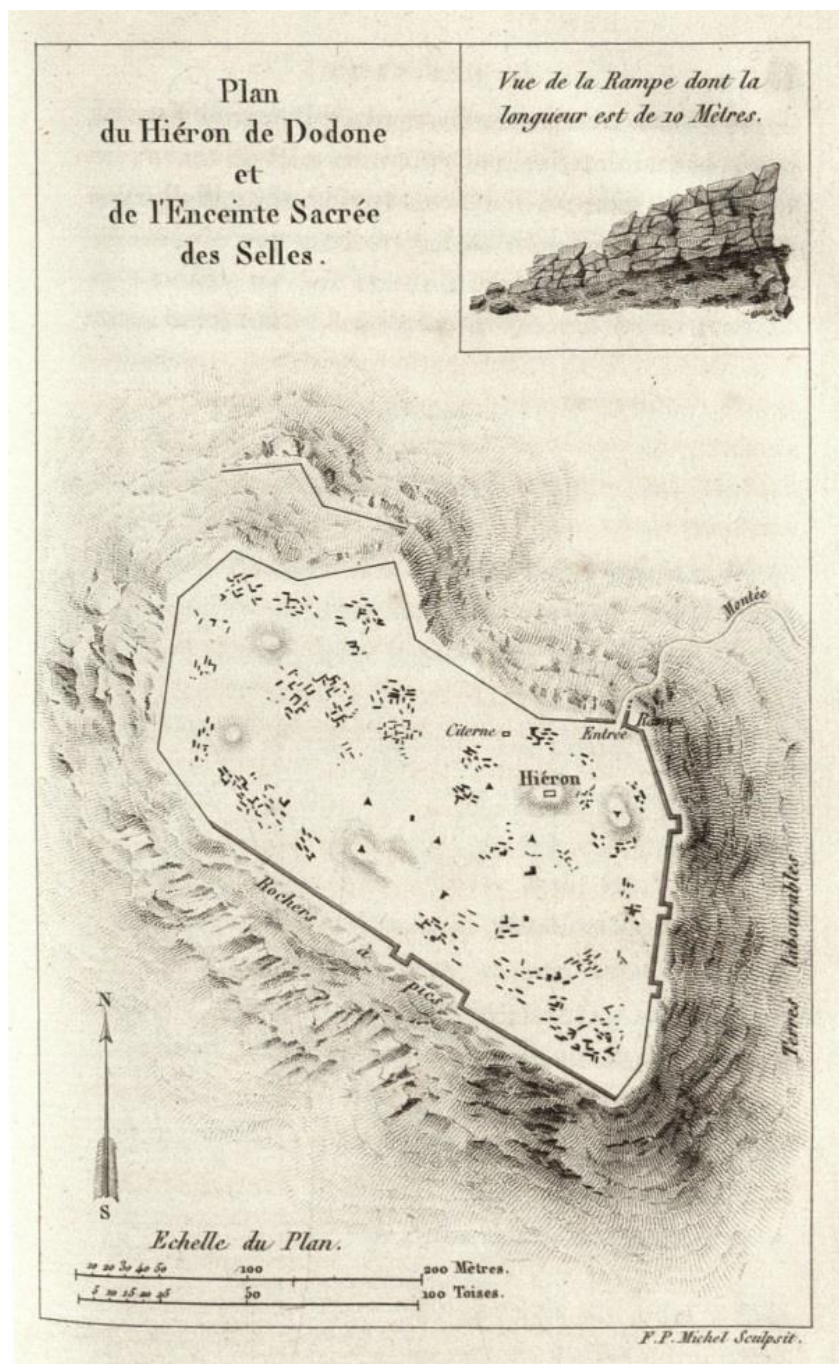 Plan
du Hiéron de Dodone
et
de l'Enceinte Sacrée
des Selles.
Vue de la Rampe dont la
longueur est de 10 Mètres.
Montée
Rampe
Entrée
Citerne
Hiéron
Rochers à pics
Terres labourables
N
S
Echelle du Plan.
10 20 30 40 50 100 200 Mètres.
5 10 15 20 25 50 100 Toises.
F. P. Michel Sculpsit.